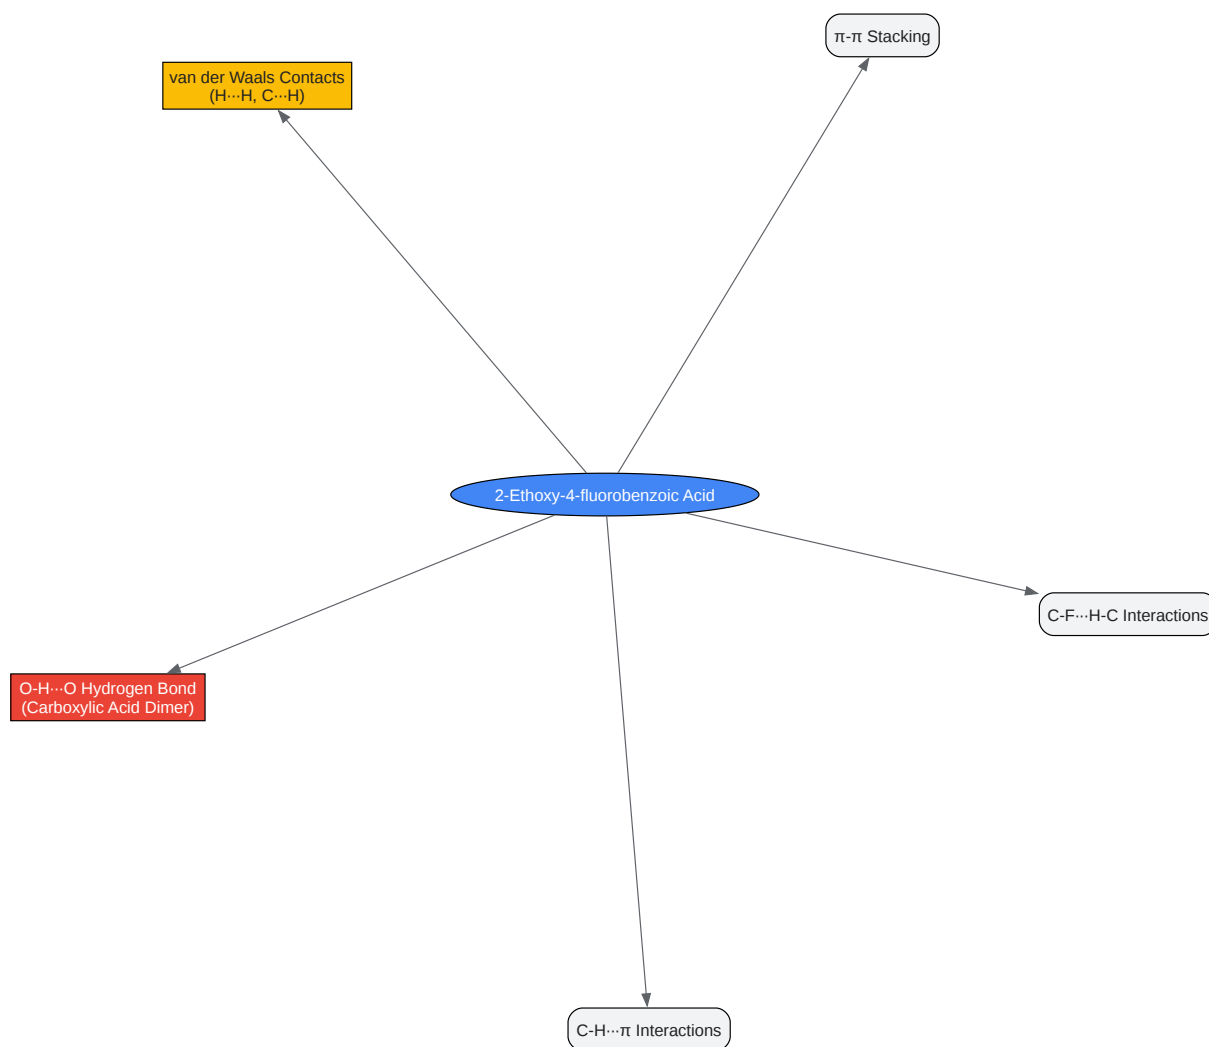 π-π Stacking
van der Waals Contacts
(H···H, C···H)
2-Ethoxy-4-fluorobenzoic Acid
C-F···H-C Interactions
O-H···O Hydrogen Bond
(Carboxylic Acid Dimer)
C-H···π Interactions